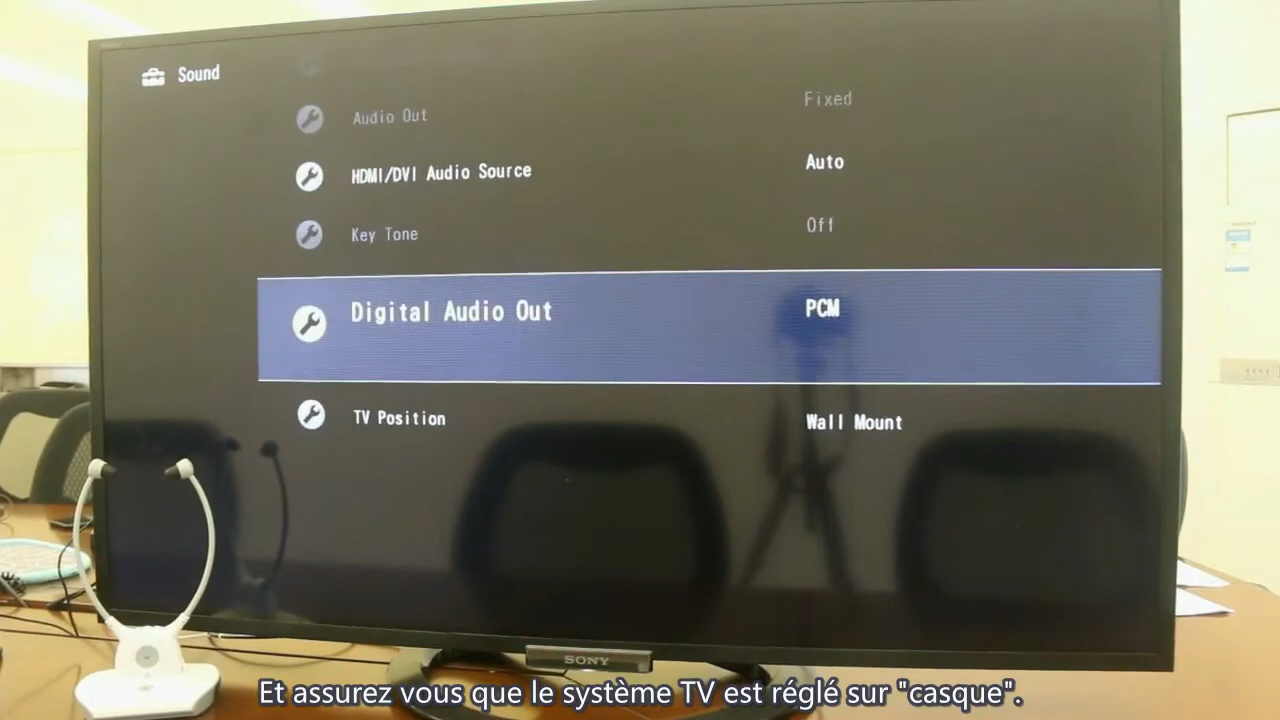 Sound
Audio Out Fixed
HDMI/DVI Audio Source Auto
Key Tone Off
Digital Audio Out PCM
TV Position Wall Mount
SONY
Et assurez vous que le système TV est réglé sur "casque".